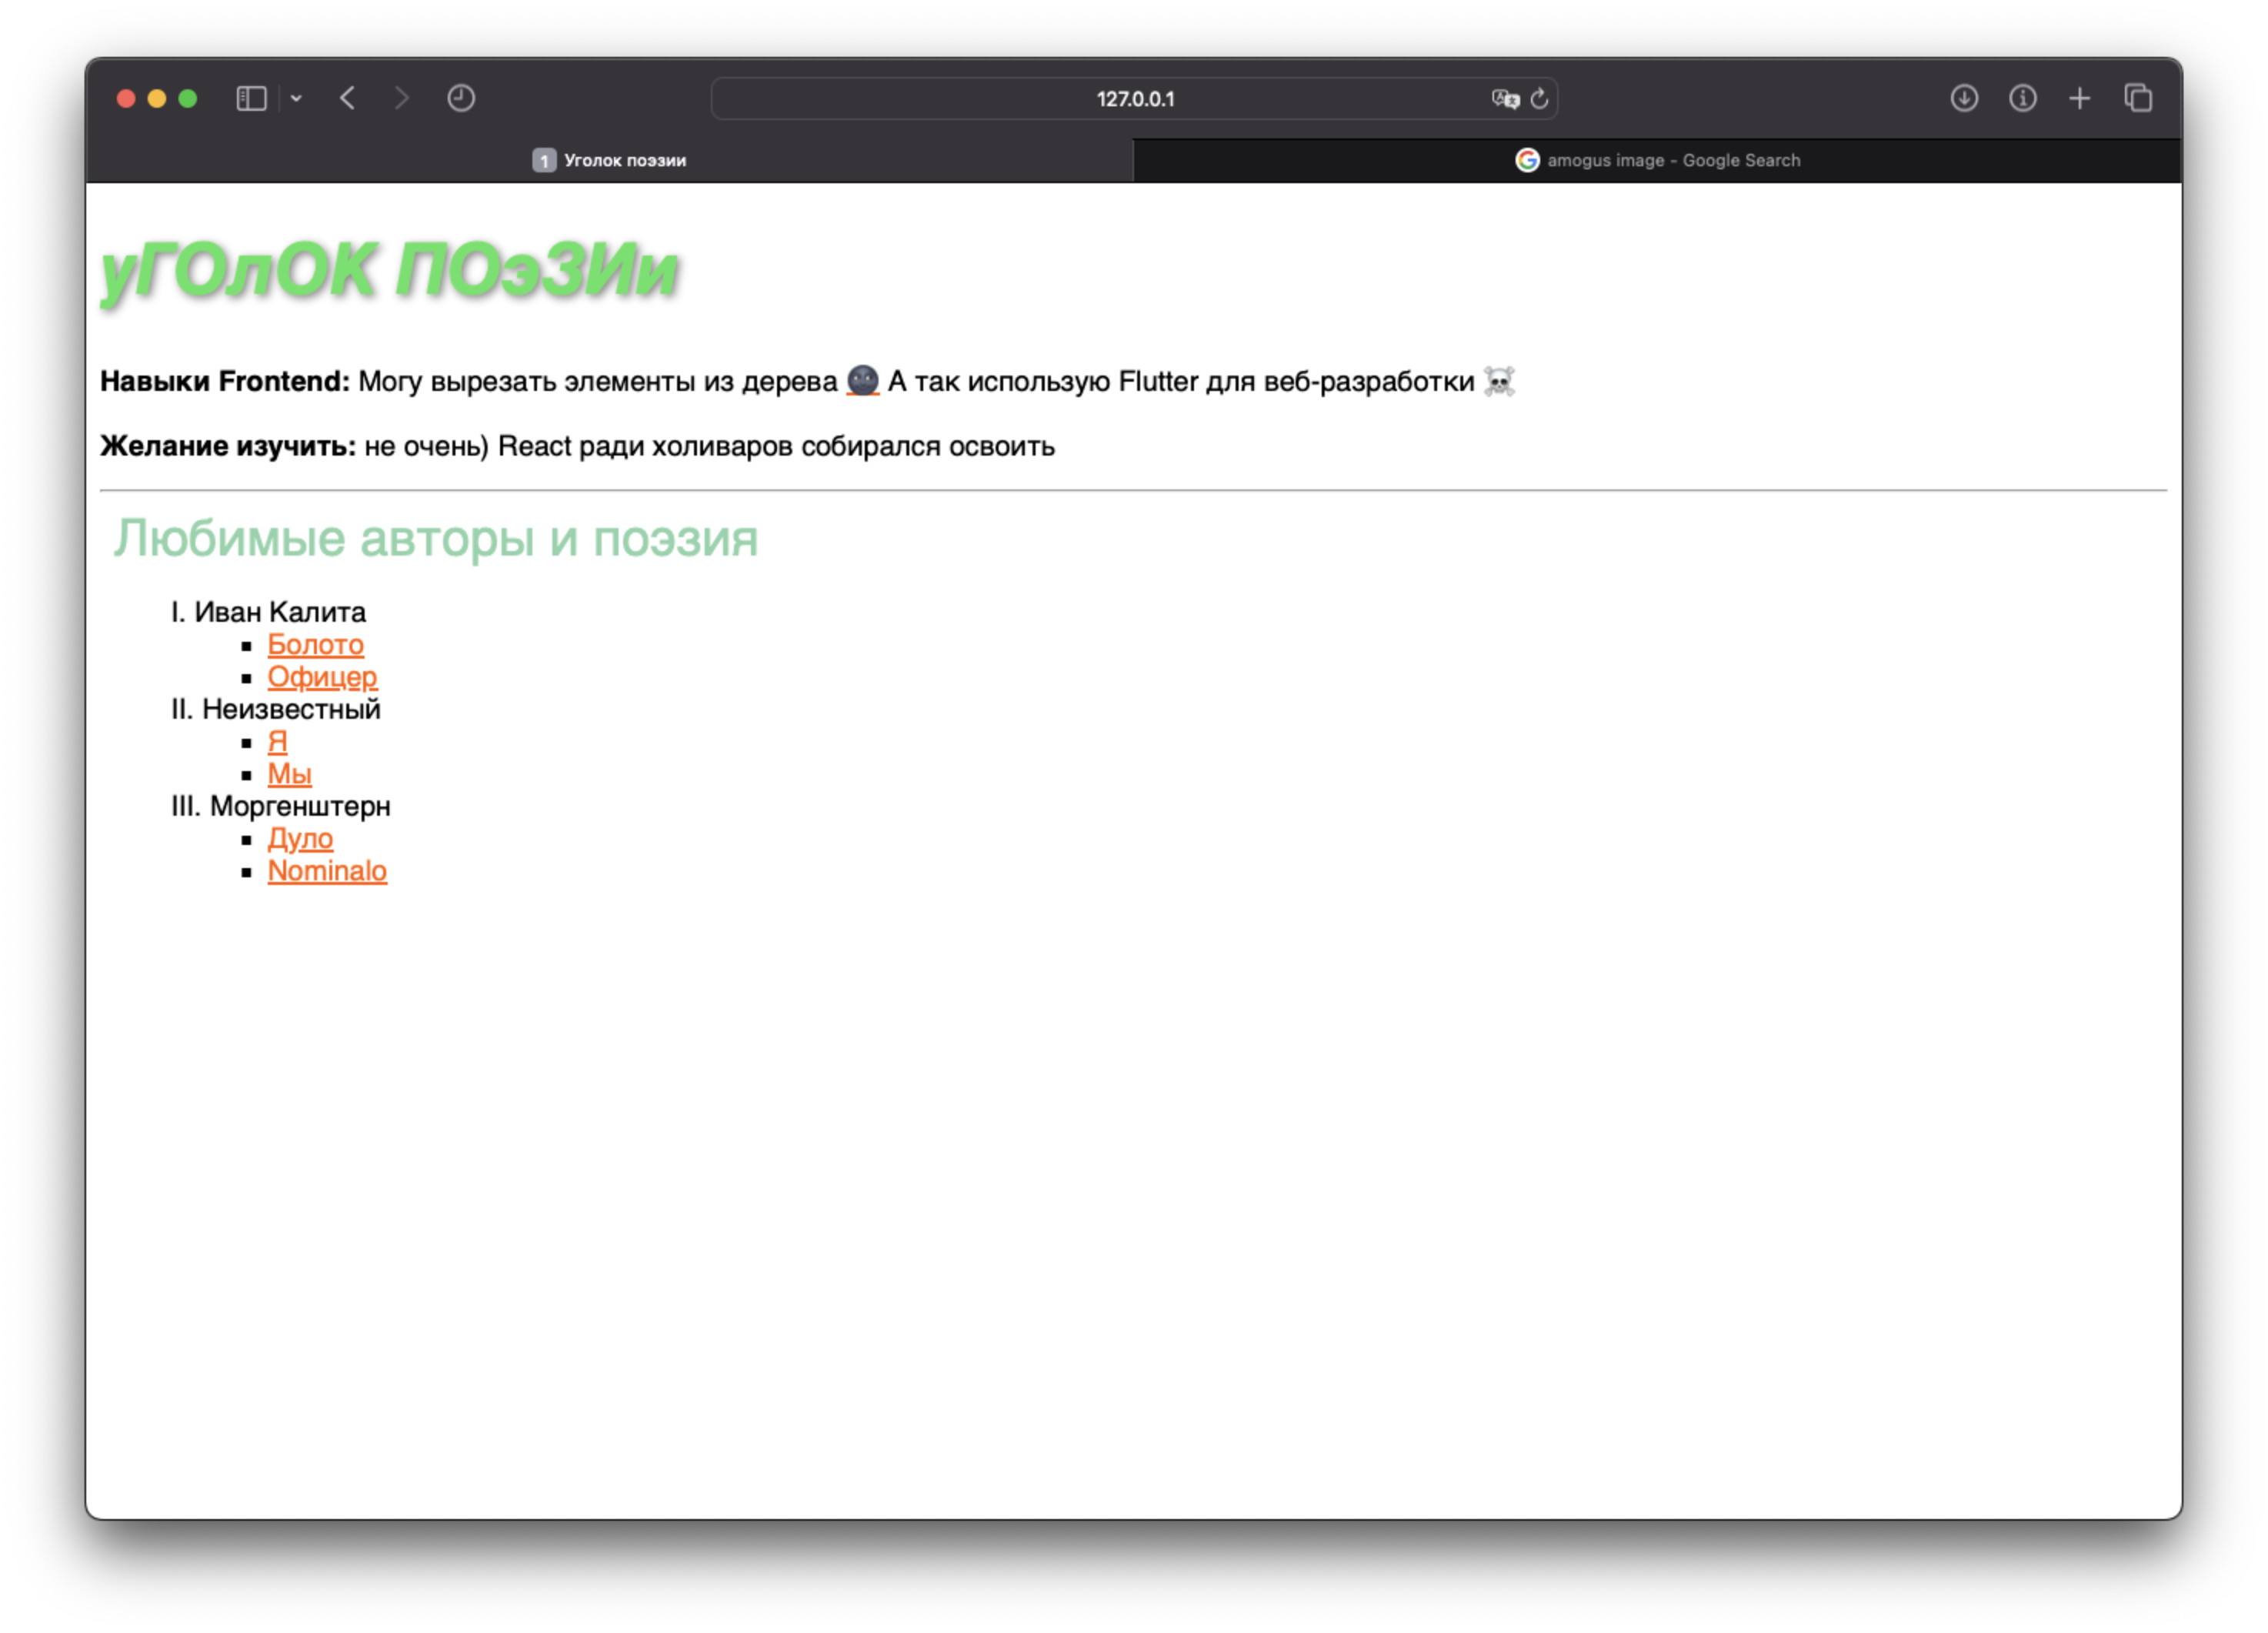 127.0.0.1
1 Уголок поэзии
amogus image - Google Search
уГОлОК ПОэЗИи
Навыки Frontend: Могу вырезать элементы из дерева 🌚 А так использую Flutter для веб-разработки ☠️
Желание изучить: не очень) React ради холиваров собирался освоить
Любимые авторы и поэзия
I. Иван Калита
▪ Болото
▪ Офицер
II. Неизвестный
▪ Я
▪ Мы
III. Моргенштерн
▪ Дуло
▪ Nominalo